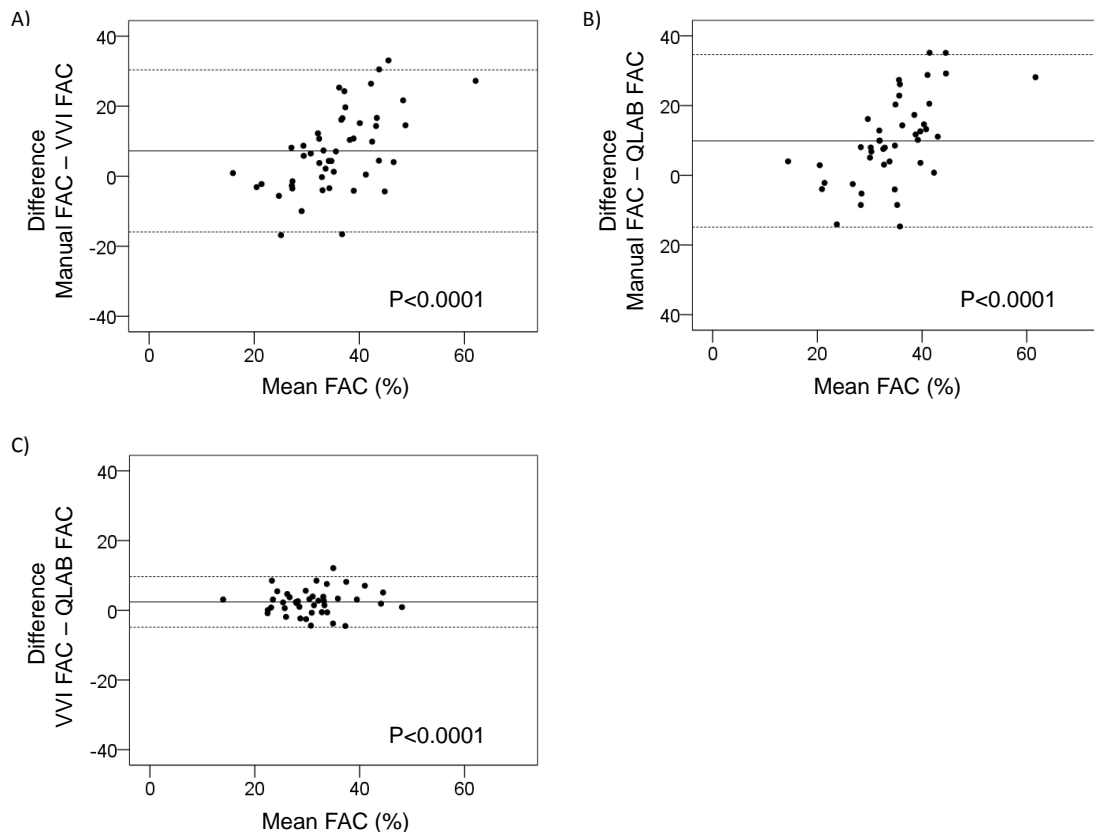 A)
Difference
Manual FAC – VVI FAC
40
20
0
-20
-40
P<0.0001
0 20 40 60
Mean FAC (%)
B)
Difference
Manual FAC – QLAB FAC
40
20
0
20
40
P<0.0001
0 20 40 60
Mean FAC (%)
C)
Difference
VVI FAC – QLAB FAC
40
20
0
-20
-40
P<0.0001
0 20 40 60
Mean FAC (%)